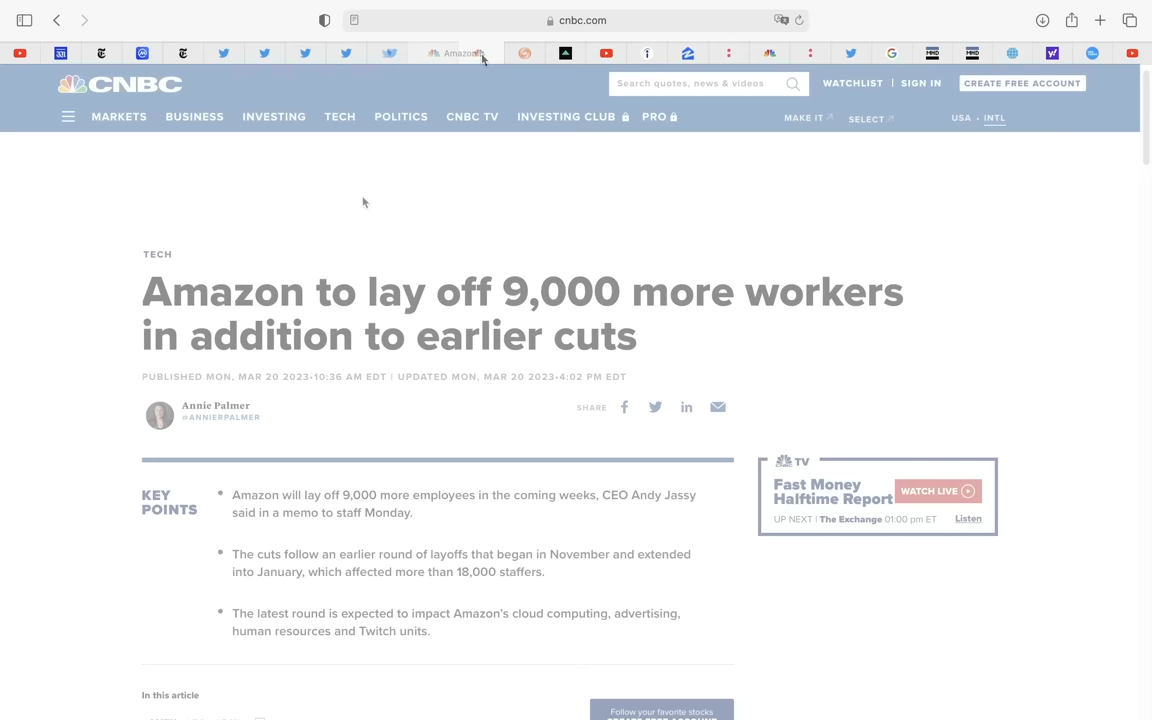 cnbc.com
Amazon
CNBC
Search quotes, news & videos
WATCHLIST | SIGN IN
CREATE FREE ACCOUNT
MARKETS BUSINESS INVESTING TECH POLITICS CNBC TV INVESTING CLUB PRO
MAKE IT SELECT USA • INTL
TECH
Amazon to lay off 9,000 more workers
in addition to earlier cuts
PUBLISHED MON, MAR 20 2023•10:36 AM EDT | UPDATED MON, MAR 20 2023•4:02 PM EDT
Annie Palmer
@ANNIERPALMER
SHARE
KEY
POINTS
• Amazon will lay off 9,000 more employees in the coming weeks, CEO Andy Jassy
said in a memo to staff Monday.
• The cuts follow an earlier round of layoffs that began in November and extended
into January, which affected more than 18,000 staffers.
• The latest round is expected to impact Amazon's cloud computing, advertising,
human resources and Twitch units.
TV
Fast Money
Halftime Report
WATCH LIVE
UP NEXT | The Exchange 01:00 pm ET
Listen
In this article
Follow your favorite stocks
CREATE FREE ACCOUNT